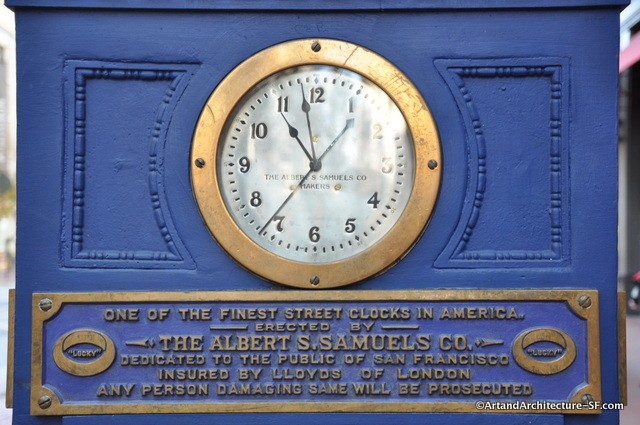 12
11
1
10
2
9
3
THE ALBERT S. SAMUELS CO
MAKERS
8
4
7
5
6
ONE OF THE FINEST STREET CLOCKS IN AMERICA.
ERECTED BY
THE ALBERT S. SAMUELS CO.
"LUCKY"
"LUCKY"
DEDICATED TO THE PUBLIC OF SAN FRANCISCO
INSURED BY LLOYDS OF LONDON
ANY PERSON DAMAGING SAME WILL BE PROSECUTED
©ArtandArchitecture-SF.com